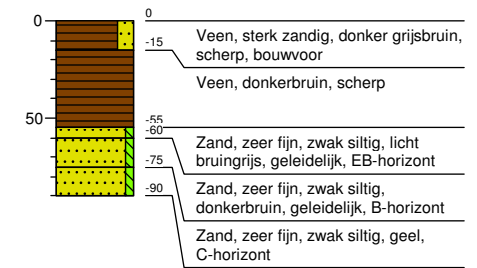 0
0
-15
Veen, sterk zandig, donker grijsbruin,
scherp, bouwvoor
Veen, donkerbruin, scherp
50
-55
-60
Zand, zeer fijn, zwak siltig, licht
bruingrijs, geleidelijk, EB-horizont
-75
Zand, zeer fijn, zwak siltig,
donkerbruin, geleidelijk, B-horizont
-90
Zand, zeer fijn, zwak siltig, geel,
C-horizont